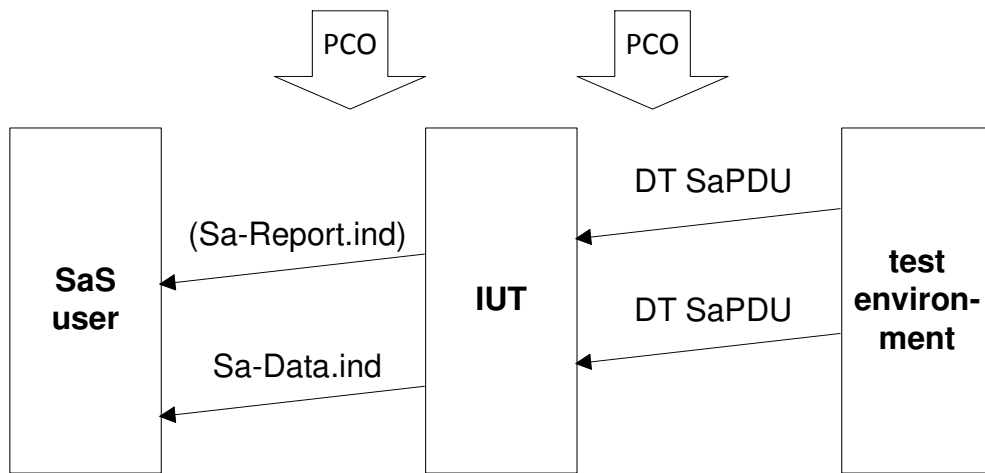 PCO
PCO
DT SaPDU
(Sa-Report.ind)
SaS
user
IUT
test
environ-
ment
DT SaPDU
Sa-Data.ind